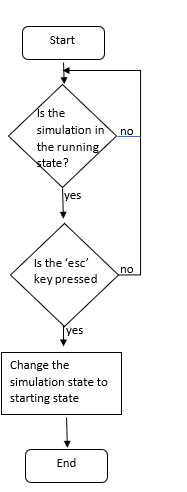 Start
Is the
simulation in
the running
state?
no
yes
Is the ‘esc’
key pressed
no
yes
Change the
simulation state to
starting state
End